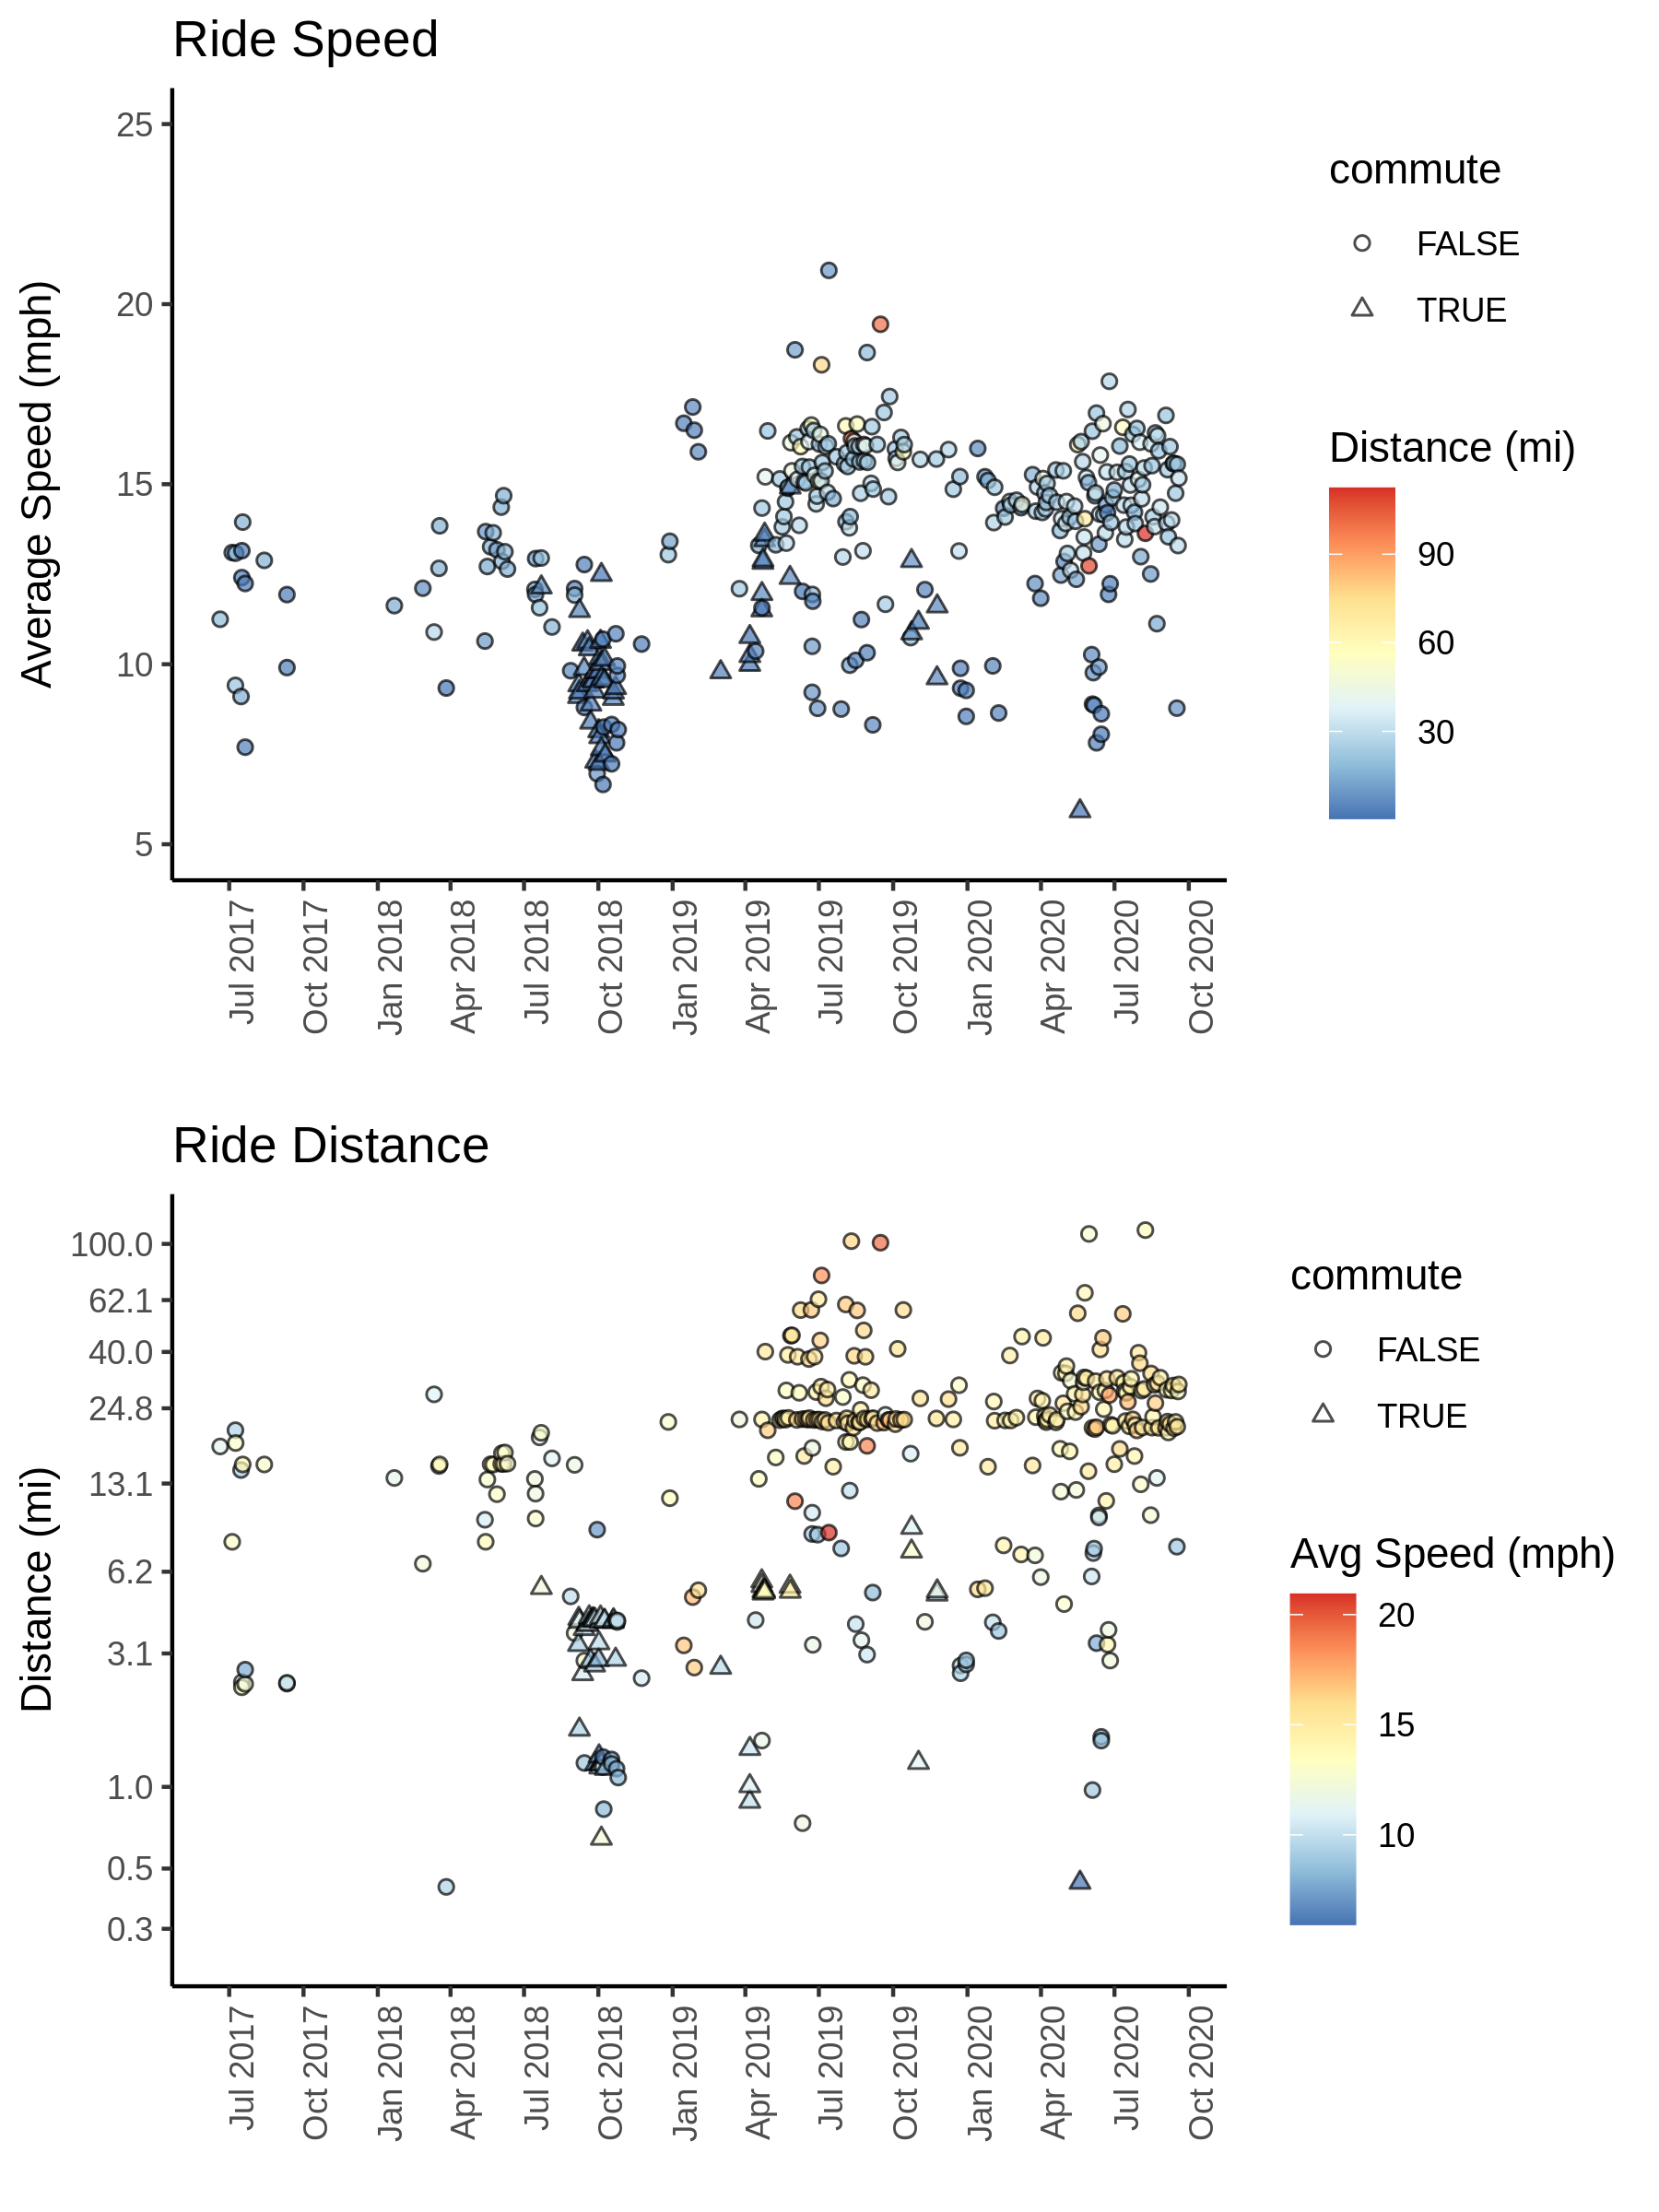 Ride Speed
Average Speed (mph)
25
20
15
10
5
Jul 2017
Oct 2017
Jan 2018
Apr 2018
Jul 2018
Oct 2018
Jan 2019
Apr 2019
Jul 2019
Oct 2019
Jan 2020
Apr 2020
Jul 2020
Oct 2020
commute
FALSE
TRUE
Distance (mi)
90
60
30
Ride Distance
Distance (mi)
100.0
62.1
40.0
24.8
13.1
6.2
3.1
1.0
0.5
0.3
Jul 2017
Oct 2017
Jan 2018
Apr 2018
Jul 2018
Oct 2018
Jan 2019
Apr 2019
Jul 2019
Oct 2019
Jan 2020
Apr 2020
Jul 2020
Oct 2020
commute
FALSE
TRUE
Avg Speed (mph)
20
15
10